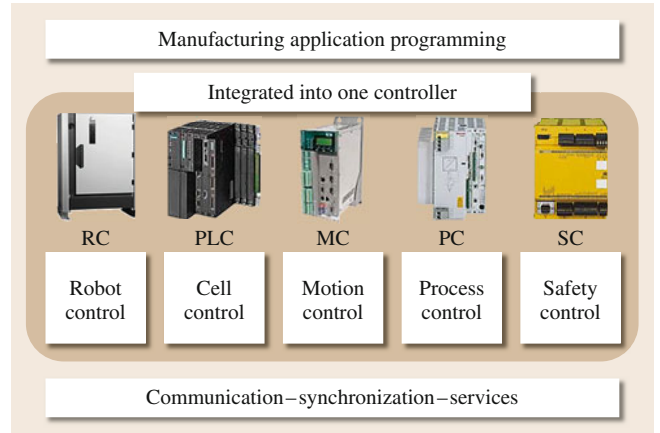 Manufacturing application programming
Integrated into one controller
RC PLC MC PC SC
Robot control
Cell control
Motion control
Process control
Safety control
Communication–synchronization–services